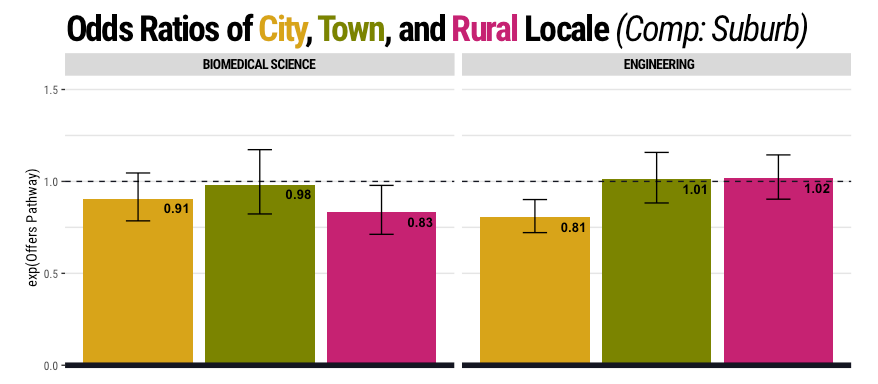 Odds Ratios of City, Town, and Rural Locale (Comp: Suburb)
BIOMEDICAL SCIENCE
ENGINEERING
exp(Offers Pathway)
1.5
1.0
0.5
0.0
0.91
0.98
0.83
0.81
1.01
1.02